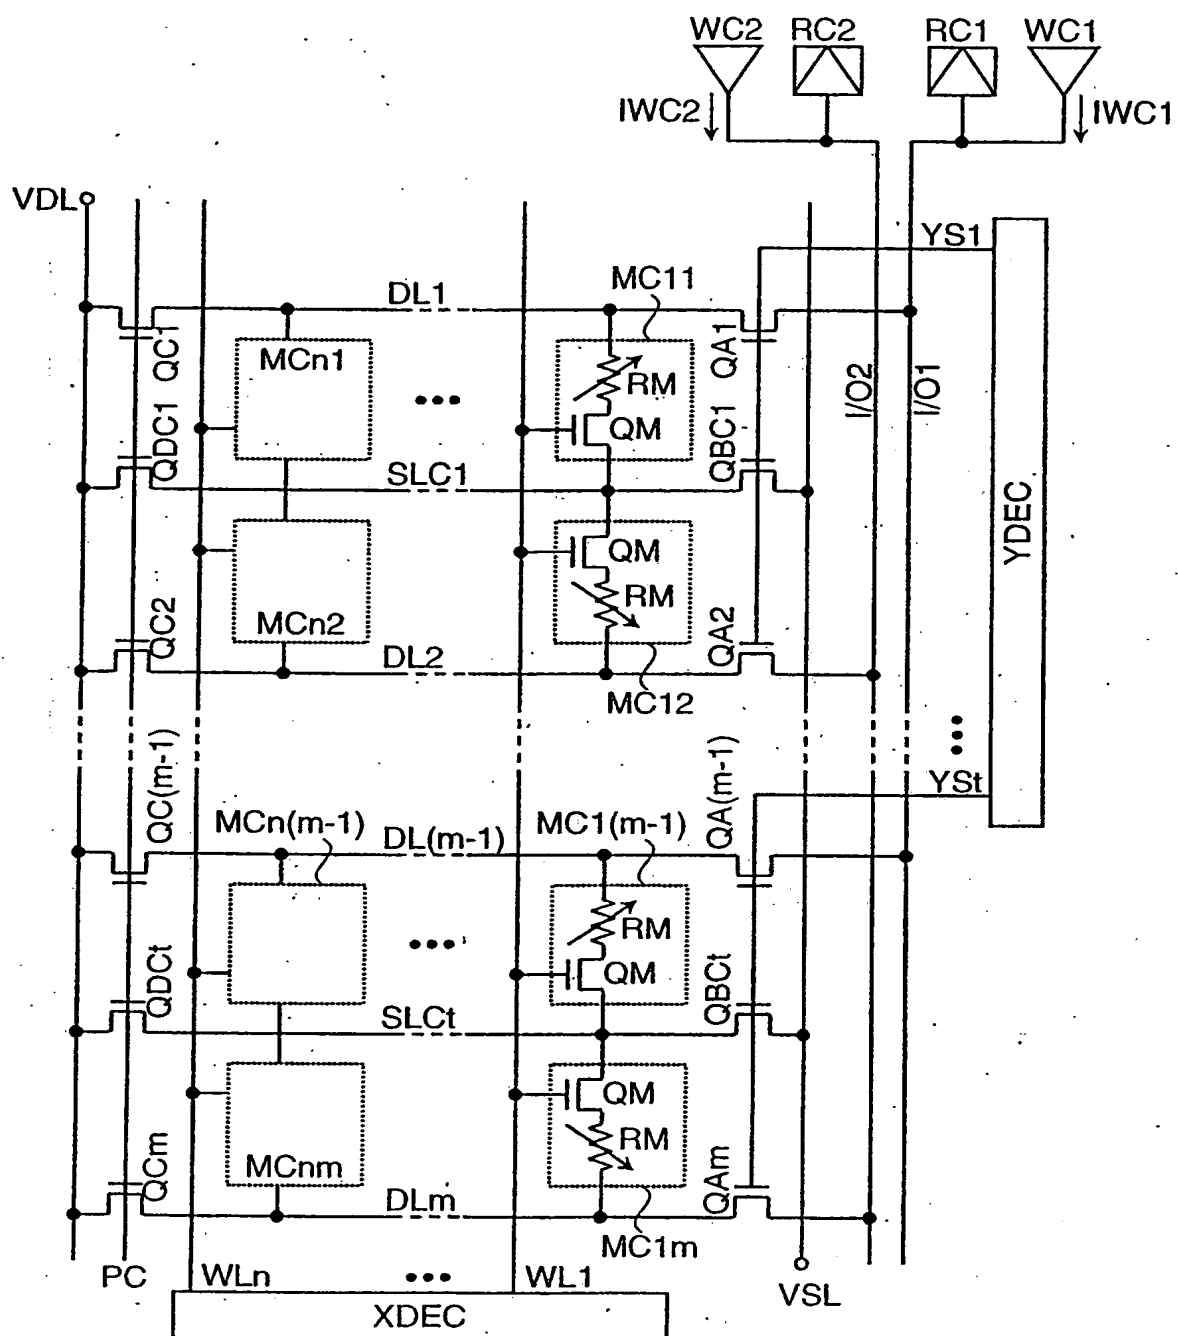 WC2 RC2 RC1 WC1
IWC2 IWC1
VDL
YS1
MC11
DL1
QC1 MCn1 RM QA1
I/O2 I/O1
QDC1 QM QBC1
SLC1
YDEC
QM
RM
QC2 MCn2 QA2
DL2
MC12
QC(m-1) QA(m-1)
YSt
MCn(m-1) DL(m-1) MC1(m-1)
RM
QDCt QM QBCt
SLCt
QM
RM
QCm MCnm QAm
DLm
MC1m
PC WLn WL1 VSL
XDEC